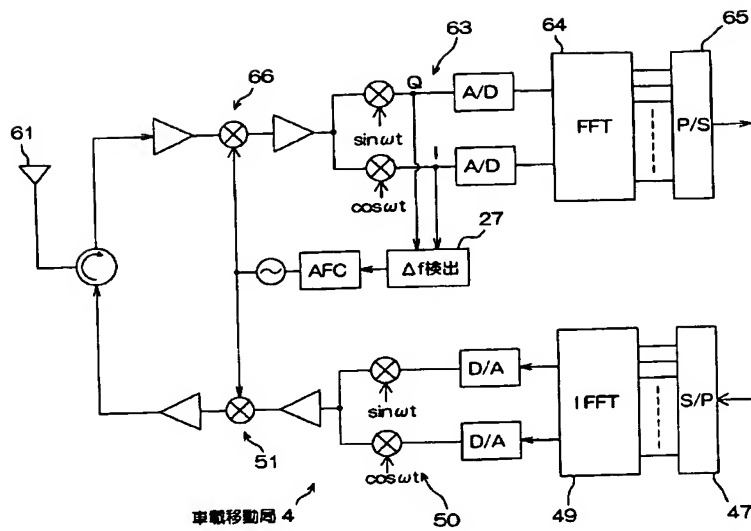 63
64
65
66
Q
A/D
61
FFT
P/S
sinωt
I
A/D
cosωt
27
AFC
Δf検出
D/A
IFFT
S/P
sinωt
D/A
51
cosωt
車載移動局4
50
49
47